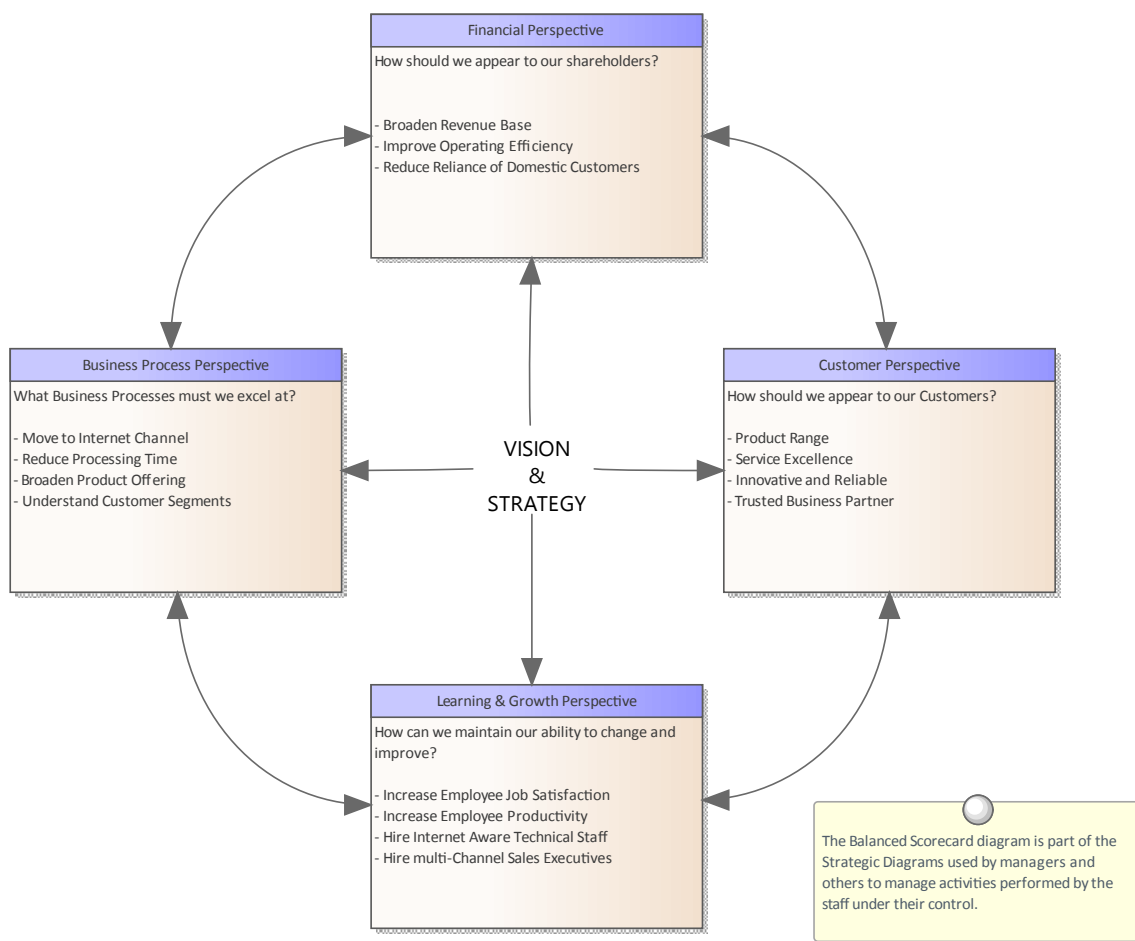 Financial Perspective
How should we appear to our shareholders?
- Broaden Revenue Base
- Improve Operating Efficiency
- Reduce Reliance of Domestic Customers
Business Process Perspective
What Business Processes must we excel at?
- Move to Internet Channel
- Reduce Processing Time
- Broaden Product Offering
- Understand Customer Segments
VISION
&
STRATEGY
Customer Perspective
How should we appear to our Customers?
- Product Range
- Service Excellence
- Innovative and Reliable
- Trusted Business Partner
Learning & Growth Perspective
How can we maintain our ability to change and
improve?
- Increase Employee Job Satisfaction
- Increase Employee Productivity
- Hire Internet Aware Technical Staff
- Hire multi-Channel Sales Executives
The Balanced Scorecard diagram is part of the
Strategic Diagrams used by managers and
others to manage activities performed by the
staff under their control.